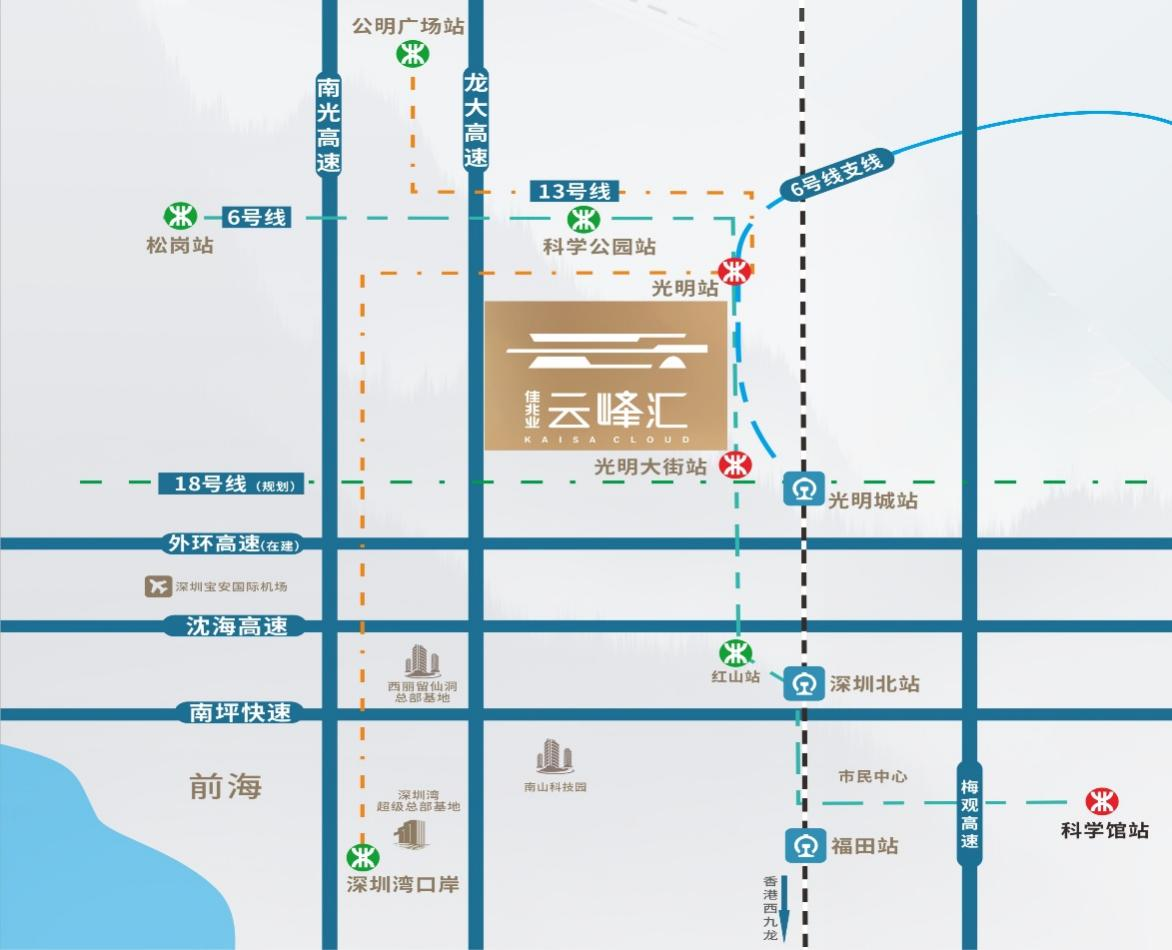 公明广场站
南光高速
龙大高速
6号线支线
13号线
6号线
松岗站
科学公园站
光明站
佳兆业
云峰汇
KAISA CLOUD
光明大街站
18号线（规划）
光明城站
外环高速(在建)
深圳宝安国际机场
沈海高速
红山站
深圳北站
西丽留仙洞
总部基地
南坪快速
前海
南山科技园
市民中心
梅观高速
深圳湾
超级总部基地
科学馆站
福田站
深圳湾口岸
香港西九龙